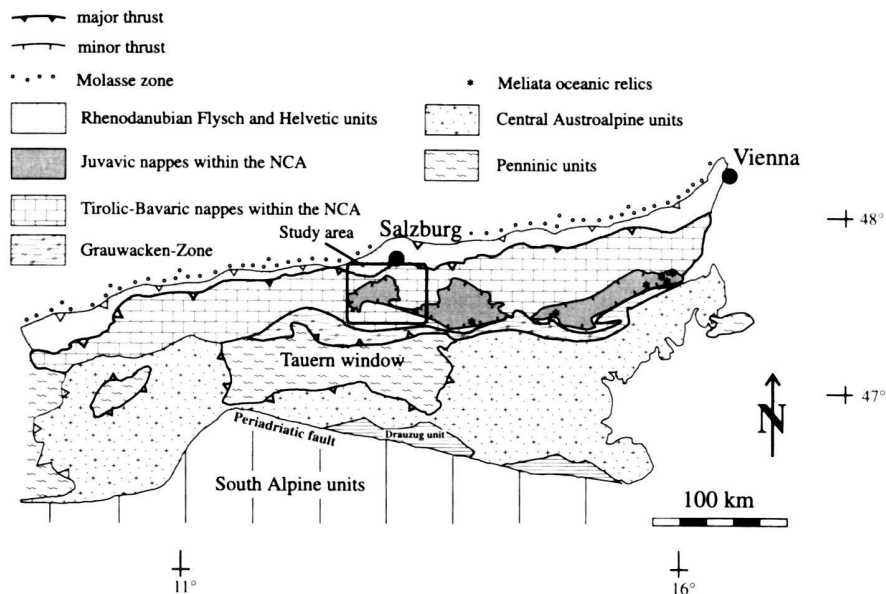 major thrust
minor thrust
Molasse zone
Rhenodanubian Flysch and Helvetic units
Juvavic nappes within the NCA
Tirolic-Bavaric nappes within the NCA
Grauwacken-Zone
Meliata oceanic relics
Central Austroalpine units
Penninic units
Vienna
48°
Salzburg
Study area
Tauern window
47°
N
Periadriatic fault
Drauzug unit
South Alpine units
100 km
11°
16°